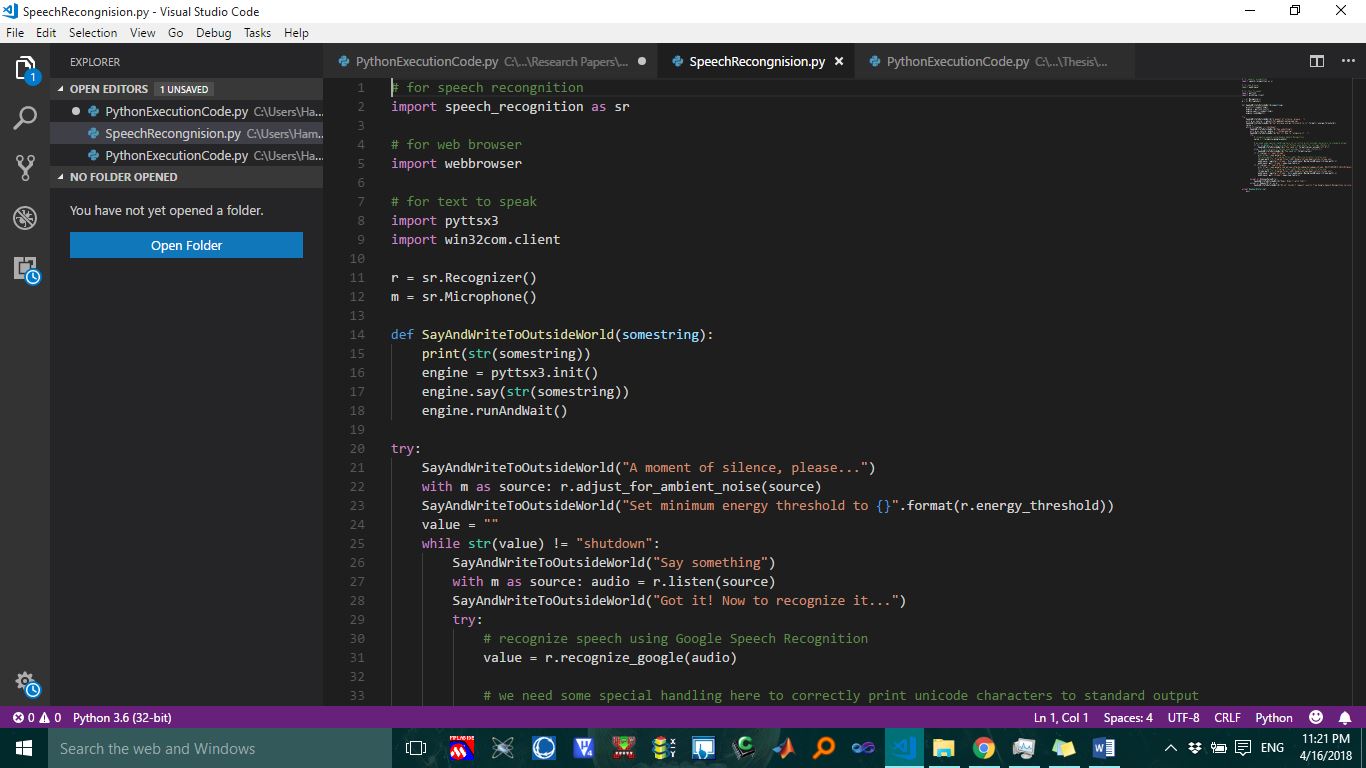 SpeechRecongnision.py - Visual Studio Code
File Edit Selection View Go Debug Tasks Help
EXPLORER
OPEN EDITORS 1 UNSAVED
PythonExecutionCode.py C:\Users\Ha...
SpeechRecongnision.py C:\Users\Ham...
PythonExecutionCode.py C:\Users\Ha...
NO FOLDER OPENED
You have not yet opened a folder.
Open Folder
1
PythonExecutionCode.py C:\...\Research Papers\...
SpeechRecongnision.py
PythonExecutionCode.py C:\...\Thesis\...
1 # for speech recongnition
2 import speech_recognition as sr
3
4 # for web browser
5 import webbrowser
6
7 # for text to speak
8 import pyttsx3
9 import win32com.client
10
11 r = sr.Recognizer()
12 m = sr.Microphone()
13
14 def SayAndWriteToOutsideWorld(somestring):
15     print(str(somestring))
16     engine = pyttsx3.init()
17     engine.say(str(somestring))
18     engine.runAndWait()
19
20 try:
21     SayAndWriteToOutsideWorld("A moment of silence, please...")
22     with m as source: r.adjust_for_ambient_noise(source)
23     SayAndWriteToOutsideWorld("Set minimum energy threshold to {}".format(r.energy_threshold))
24     value = ""
25     while str(value) != "shutdown":
26         SayAndWriteToOutsideWorld("Say something")
27         with m as source: audio = r.listen(source)
28         SayAndWriteToOutsideWorld("Got it! Now to recognize it...")
29         try:
30             # recognize speech using Google Speech Recognition
31             value = r.recognize_google(audio)
32
33             # we need some special handling here to correctly print unicode characters to standard output
0 0 Python 3.6 (32-bit)
Ln 1, Col 1 Spaces: 4 UTF-8 CRLF Python
Search the web and Windows
ENG
11:21 PM
4/16/2018